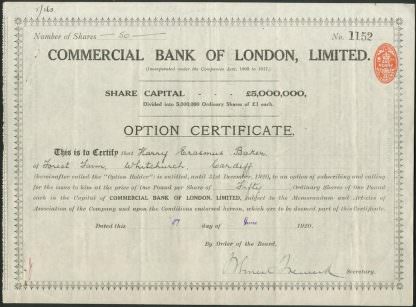 1/63
Number of Shares 50 No. 1152
COMMERCIAL BANK OF LONDON, LIMITED.
(Incorporated under the Companies Acts, 1908 to 1917.)
SHARE CAPITAL - - - £5,000,000,
Divided into 5,000,000 Ordinary Shares of £1 each.
OPTION CERTIFICATE.
This is to Certify that Harry Erasmus Baker
of Forest Farm, Whitchurch, Cardiff
(hereinafter called the "Option Holder") is entitled, until 31st December, 1920, to an option of subscribing and calling
for the issue to him at the price of One Pound per Share of Fifty Ordinary Shares of One Pound
each in the Capital of COMMERCIAL BANK OF LONDON, LIMITED, subject to the Memorandum and Articles of
Association of the Company and upon the Conditions endorsed hereon, which are to be deemed part of this Certificate.
Dated this day of June 1920.
By Order of the Board.
Secretary.